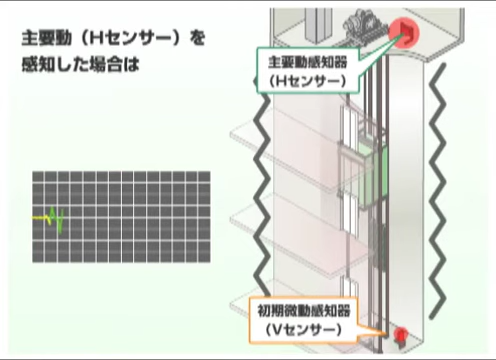 主要動（Hセンサー）を
感知した場合は
主要動感知器
（Hセンサー）
初期微動感知器
（Vセンサー）